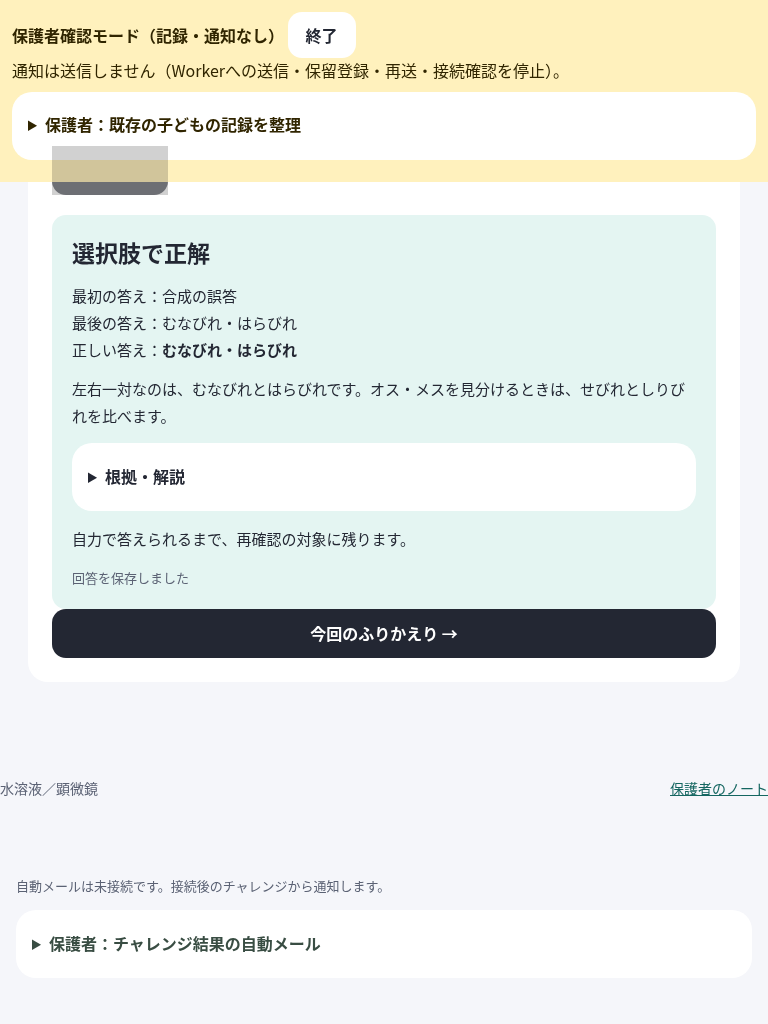 保護者確認モード（記録・通知なし） 終了
通知は送信しません（Workerへの送信・保留登録・再送・接続確認を停止）。
▶ 保護者：既存の子どもの記録を整理
選択肢で正解
最初の答え：合成の誤答
最後の答え：むなびれ・はらびれ
正しい答え：むなびれ・はらびれ
左右一対なのは、むなびれとはらびれです。オス・メスを見分けるときは、せびれとしりび
れを比べます。
▶ 根拠・解説
自力で答えられるまで、再確認の対象に残ります。
回答を保存しました
今回のふりかえり →
水溶液／顕微鏡
保護者のノート
自動メールは未接続です。接続後のチャレンジから通知します。
▶ 保護者：チャレンジ結果の自動メール